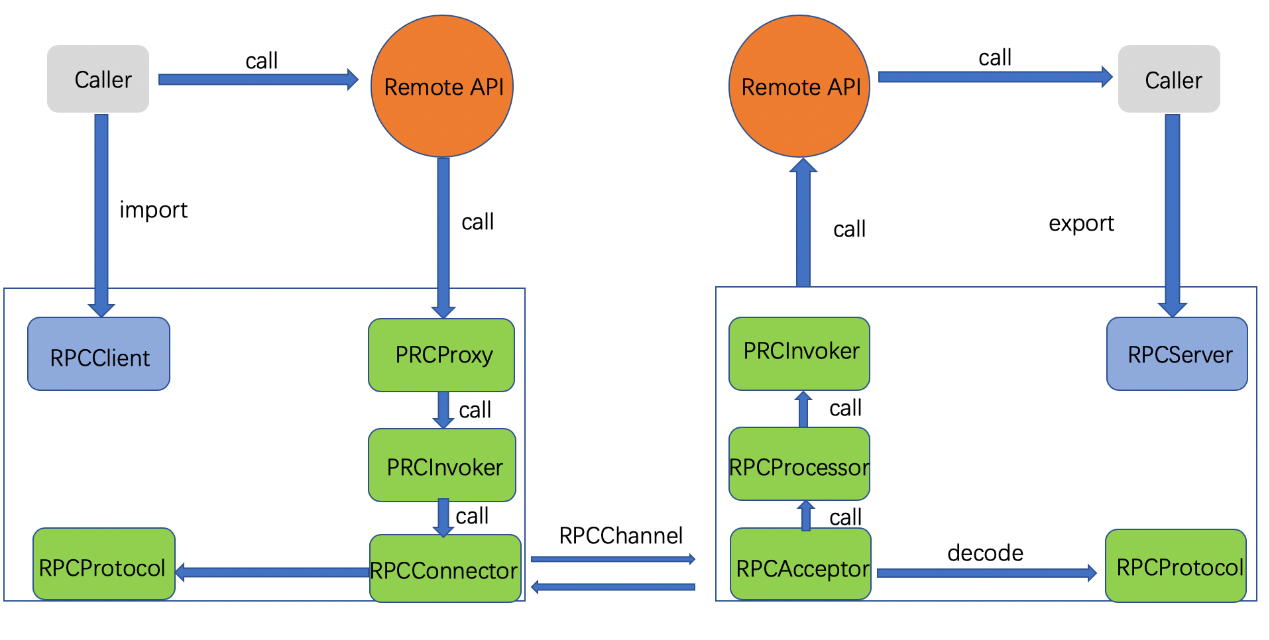 call
call
Caller
Remote API
Remote API
Caller
import
call
call
export
RPCClient
PRCProxy
PRCInvoker
RPCServer
call
call
PRCInvoker
RPCProcessor
call
call
RPCChannel
RPCProtocol
RPCConnector
RPCAcceptor
decode
RPCProtocol